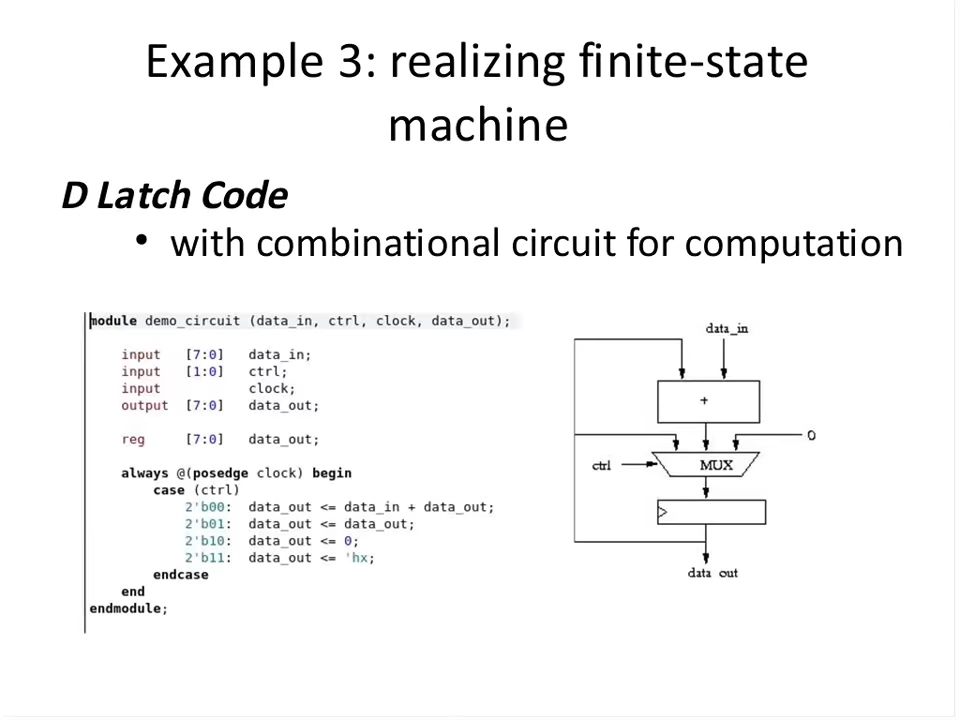 Example 3: realizing finite-state
machine
D Latch Code
• with combinational circuit for computation
module demo_circuit (data_in, ctrl, clock, data_out);
input [7:0] data_in;
input [1:0] ctrl;
input clock;
output [7:0] data_out;
reg [7:0] data_out;
always @(posedge clock) begin
case (ctrl)
2'b00: data_out <= data_in + data_out;
2'b01: data_out <= data_out;
2'b10: data_out <= 0;
2'b11: data_out <= 'hx;
endcase
end
endmodule;
data_in
+
0
ctrl
MUX
data out